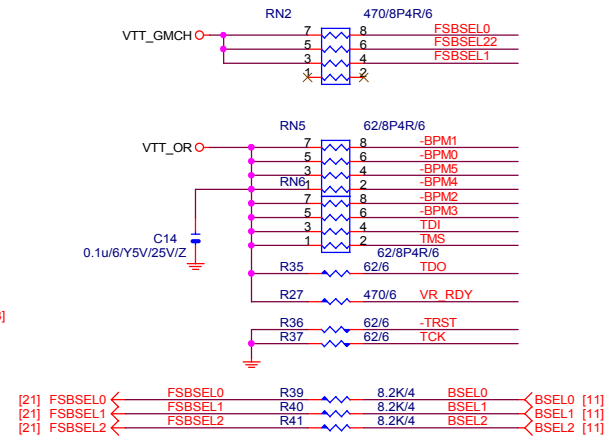 RN2 470/8P4R/6
VTT_GMCH 7 8 FSBSEL0
5 6 FSBSEL22
3 4 FSBSEL1
1 2
RN5 62/8P4R/6
VTT_OR 7 8 -BPM1
5 6 -BPM0
3 4 -BPM5
RN6 1 2 -BPM4
7 8 -BPM2
5 6 -BPM3
3 4 TDI
C14 1 2 TMS
0.1u/6/Y5V/25V/Z 62/8P4R/6
R35 62/6 TDO
R27 470/6 VR_RDY
R36 62/6 -TRST
R37 62/6 TCK
[21] FSBSEL0 FSBSEL0 R39 8.2K/4 BSEL0 BSEL0 [11]
[21] FSBSEL1 FSBSEL1 R40 8.2K/4 BSEL1 BSEL1 [11]
[21] FSBSEL2 FSBSEL2 R41 8.2K/4 BSEL2 BSEL2 [11]